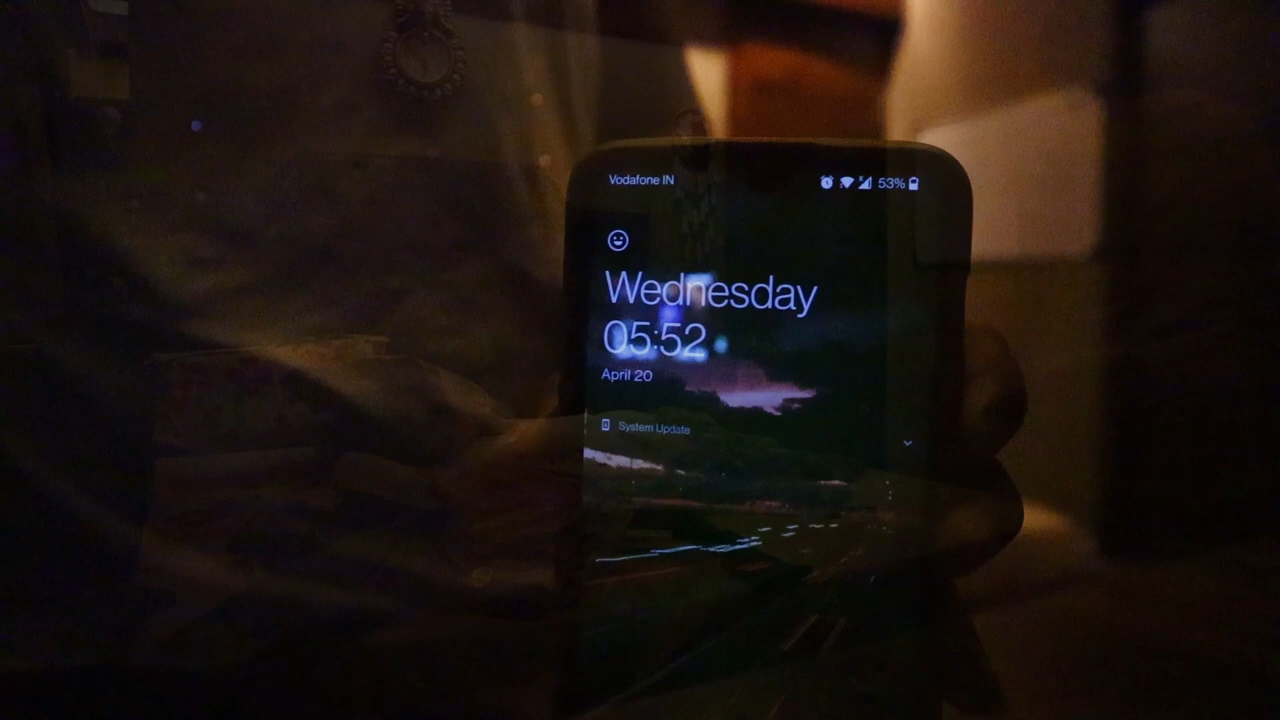 Vodafone IN
53%
Wednesday
05:52
April 20
System Update